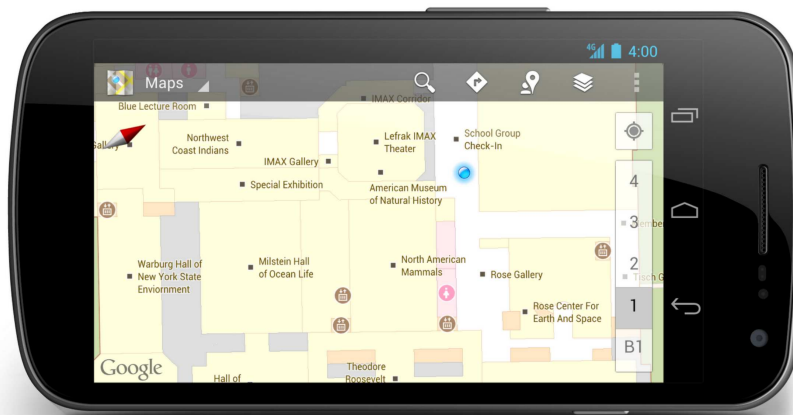 4G
4:00
Maps
Blue Lecture Room
IMAX Corridor
Northwest
Coast Indians
Lefrak IMAX
Theater
School Group
Check-In
IMAX Gallery
Special Exhibition
American Museum
of Natural History
4
3
2
1
B1
Warburg Hall of
New York State
Enviornment
Milstein Hall
of Ocean Life
North American
Mammals
Rose Gallery
Tisch G
Rose Center For
Earth And Space
Google
Hall of
Theodore
Roosevelt